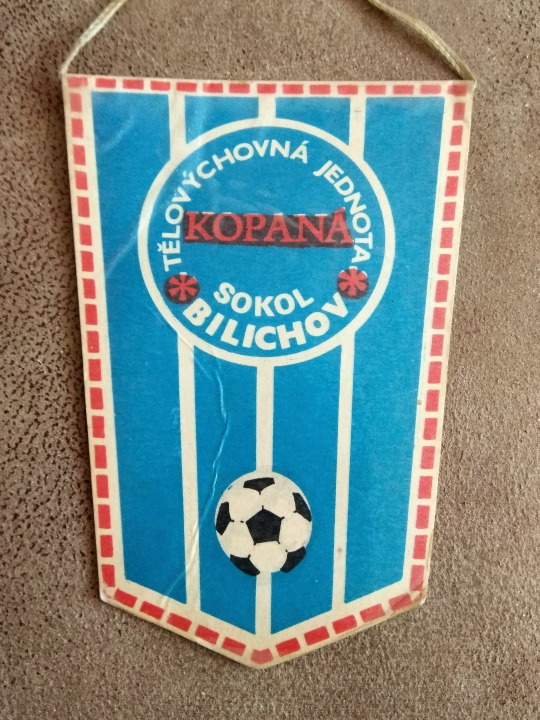 TĚLOVÝCHOVNÁ JEDNOTA
KOPANÁ
SOKOL
BILICHOV